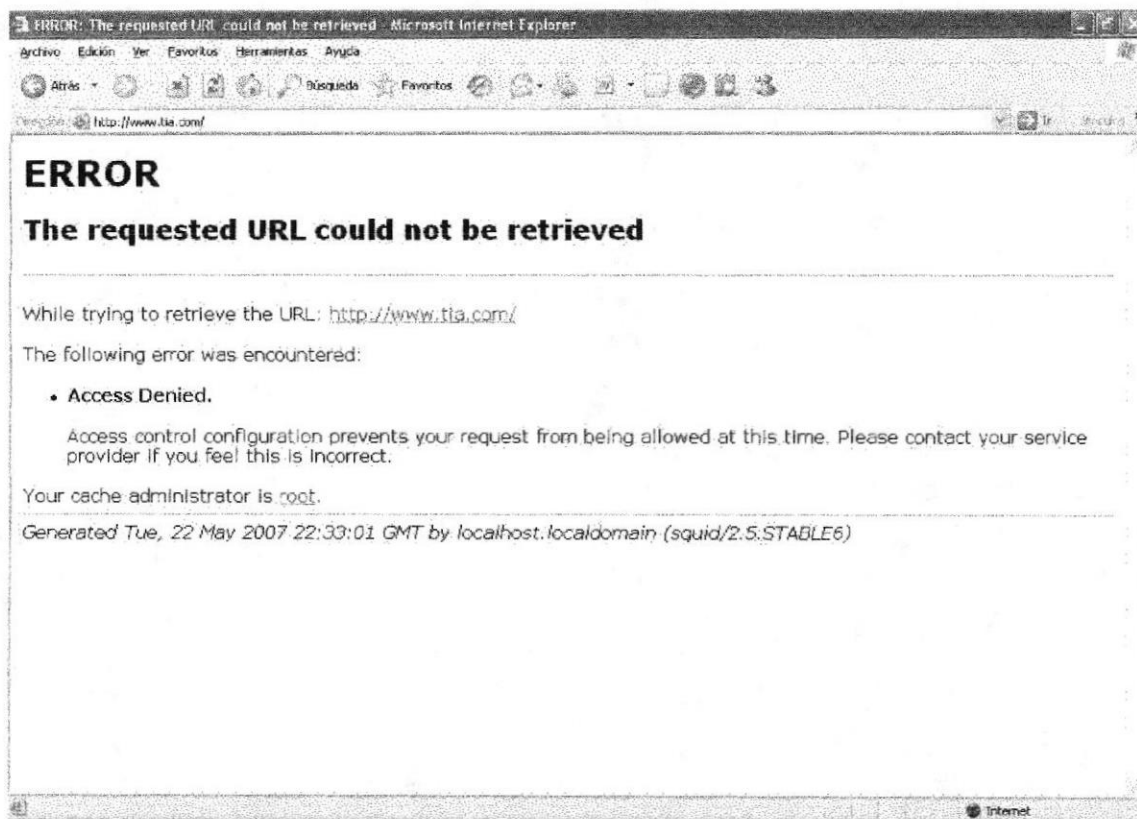 ERROR: The requested URL could not be retrieved - Microsoft Internet Explorer
Archivo Edición Ver Favoritos Herramientas Ayuda
Atrás Búsqueda Favoritos
Dirección http://www.tia.com/ Ir
ERROR
The requested URL could not be retrieved
While trying to retrieve the URL: http://www.tia.com/
The following error was encountered:
• Access Denied.
Access control configuration prevents your request from being allowed at this time. Please contact your service
provider if you feel this is incorrect.
Your cache administrator is root.
Generated Tue, 22 May 2007 22:33:01 GMT by localhost.localdomain (squid/2.5.STABLE6)
Internet